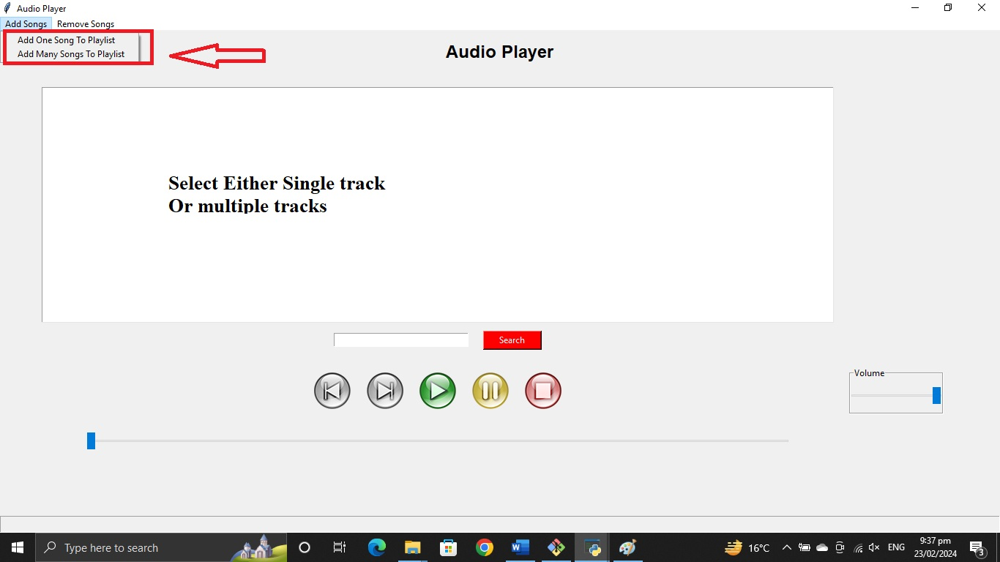 Audio Player
Add Songs Remove Songs
Add One Song To Playlist
Add Many Songs To Playlist
Audio Player
Select Either Single track
Or multiple tracks
Search
Volume
Type here to search
16°C
ENG
9:37 pm
23/02/2024
3